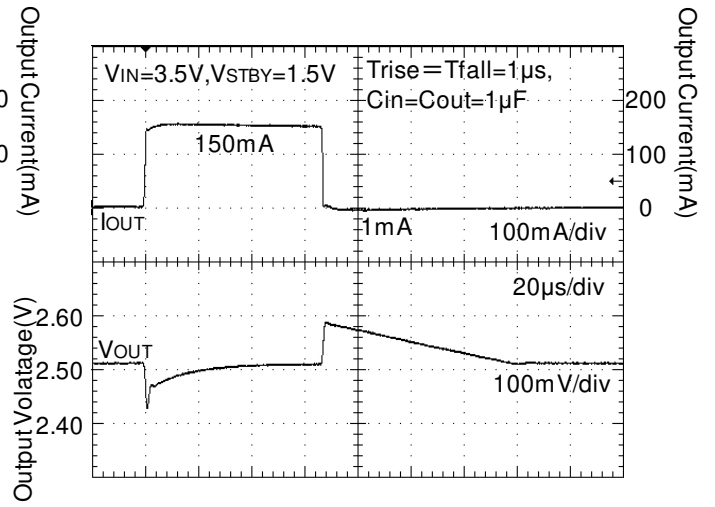 Output Current(mA)
0
0
VIN=3.5V,VSTBY=1.5V
Trise=Tfall=1µs,
Cin=Cout=1µF
150mA
IOUT
1mA
100mA/div
200
100
0
Output Current(mA)
20µs/div
Output Volatage(V)
2.60
2.50
2.40
VOUT
100mV/div